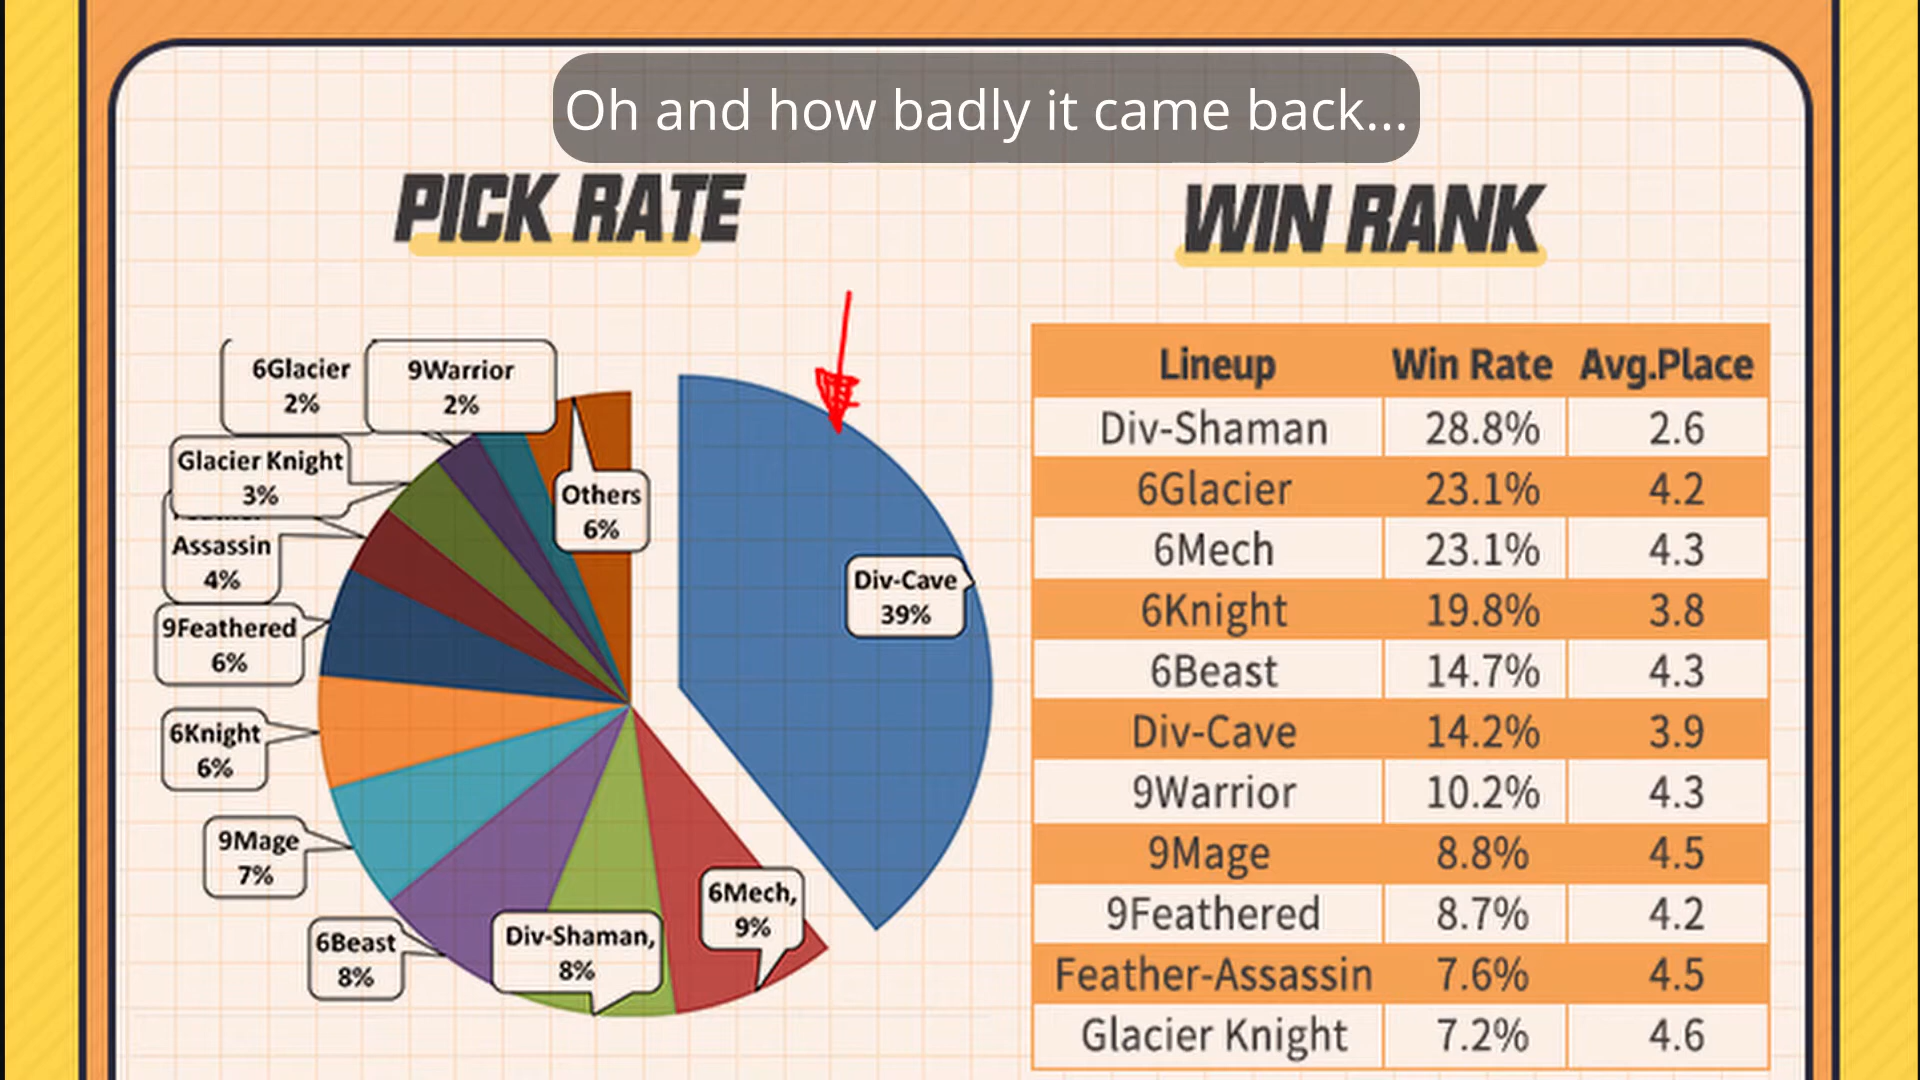 Oh and how badly it came back...
PICK RATE
6Glacier
2%
9Warrior
2%
Glacier Knight
3%
Assassin
4%
9Feathered
6%
6Knight
6%
9Mage
7%
6Beast
8%
Div-Shaman,
8%
6Mech,
9%
Others
6%
Div-Cave
39%
WIN RANK
Lineup Win Rate Avg.Place
Div-Shaman 28.8% 2.6
6Glacier 23.1% 4.2
6Mech 23.1% 4.3
6Knight 19.8% 3.8
6Beast 14.7% 4.3
Div-Cave 14.2% 3.9
9Warrior 10.2% 4.3
9Mage 8.8% 4.5
9Feathered 8.7% 4.2
Feather-Assassin 7.6% 4.5
Glacier Knight 7.2% 4.6